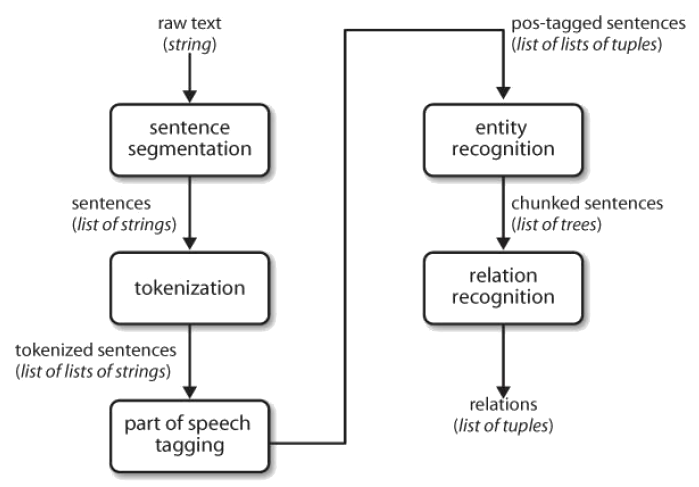 raw text
(string)
sentence
segmentation
sentences
(list of strings)
tokenization
tokenized sentences
(list of lists of strings)
part of speech
tagging
pos-tagged sentences
(list of lists of tuples)
entity
recognition
chunked sentences
(list of trees)
relation
recognition
relations
(list of tuples)